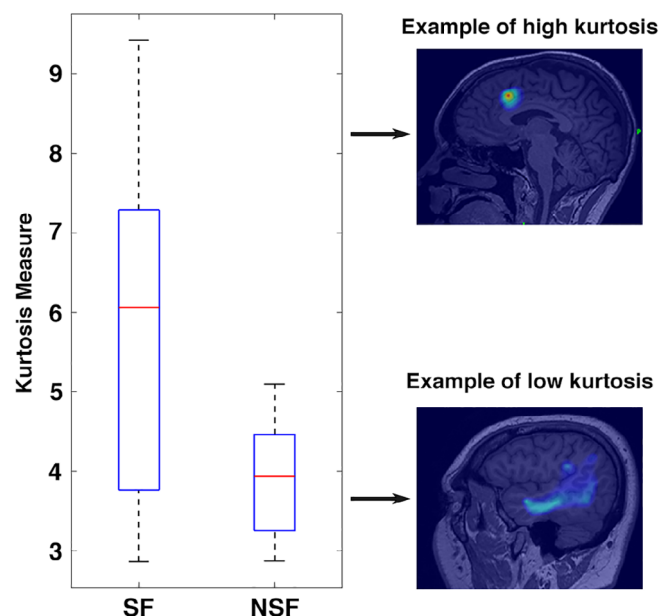 Example of high kurtosis
9
8
7
6
5
4
3
Kurtosis Measure
Example of low kurtosis
SF
NSF